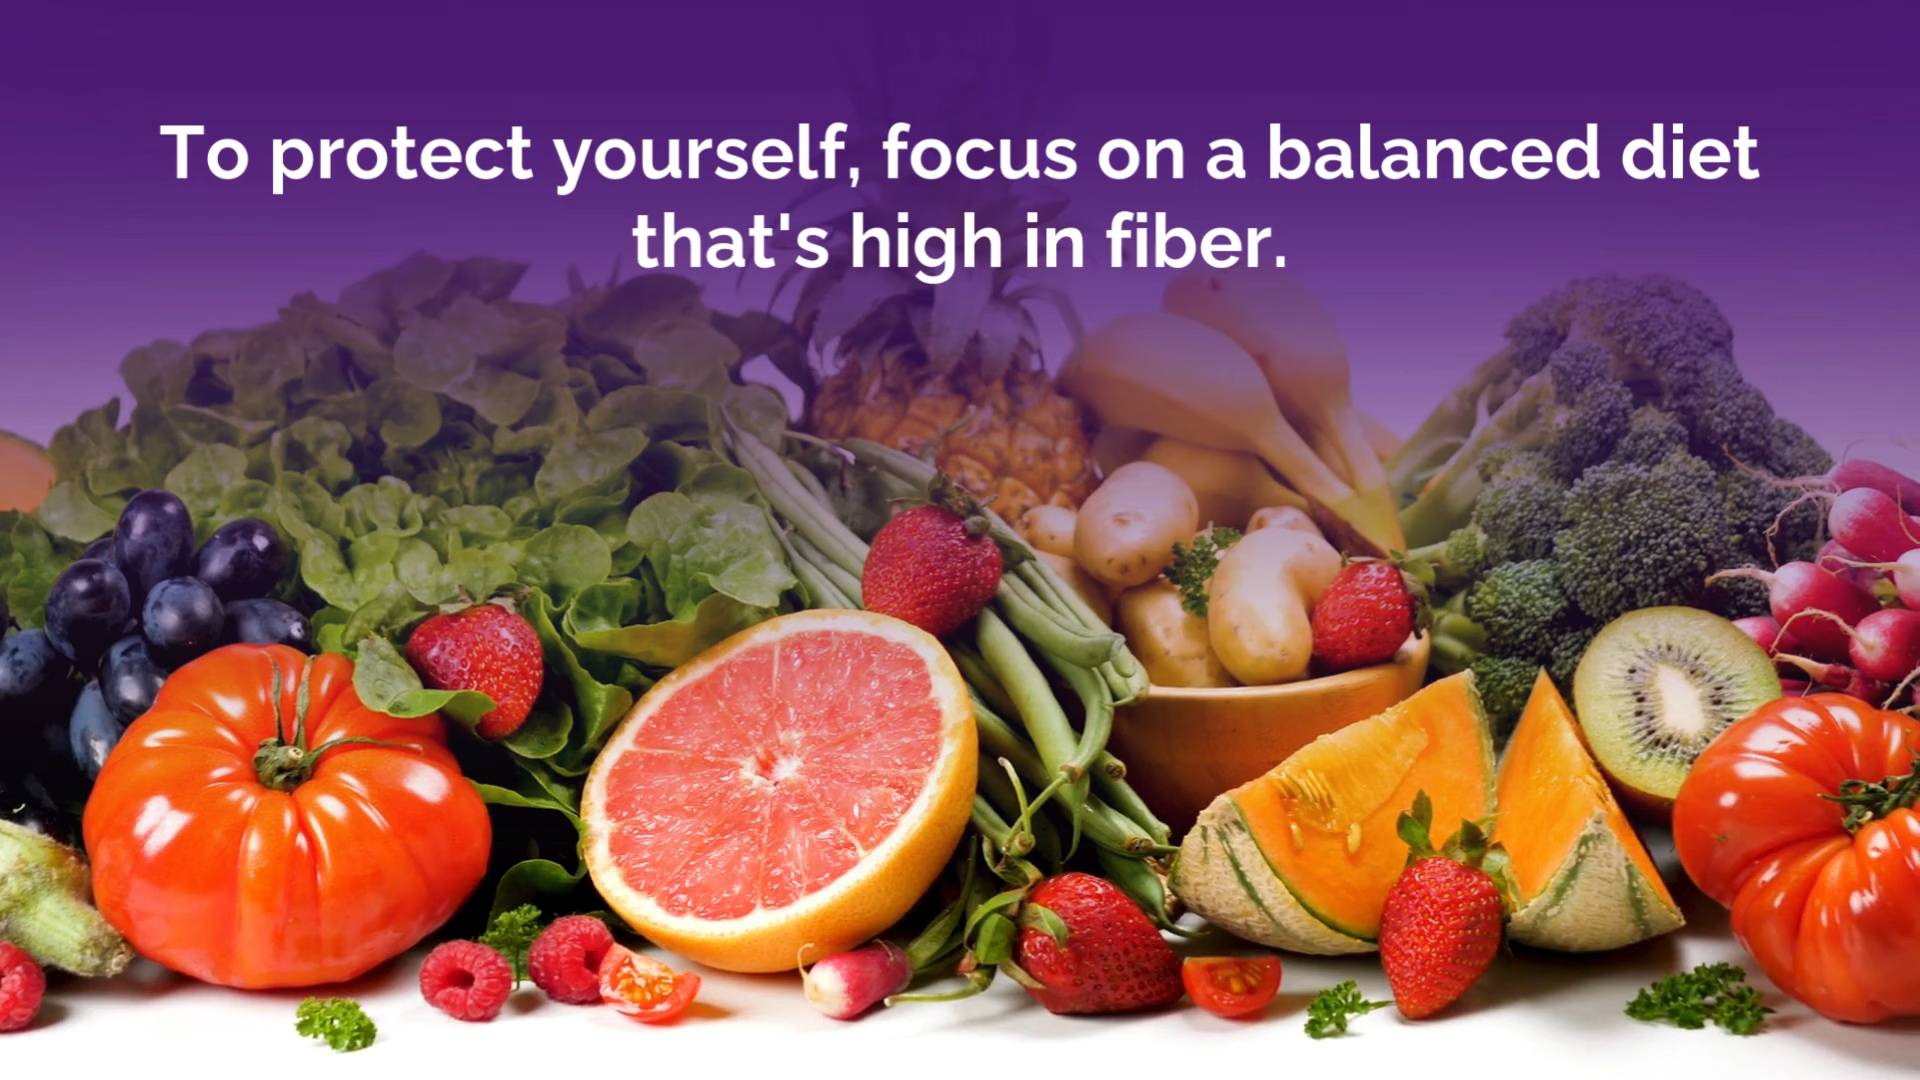 To protect yourself, focus on a balanced diet
that's high in fiber.